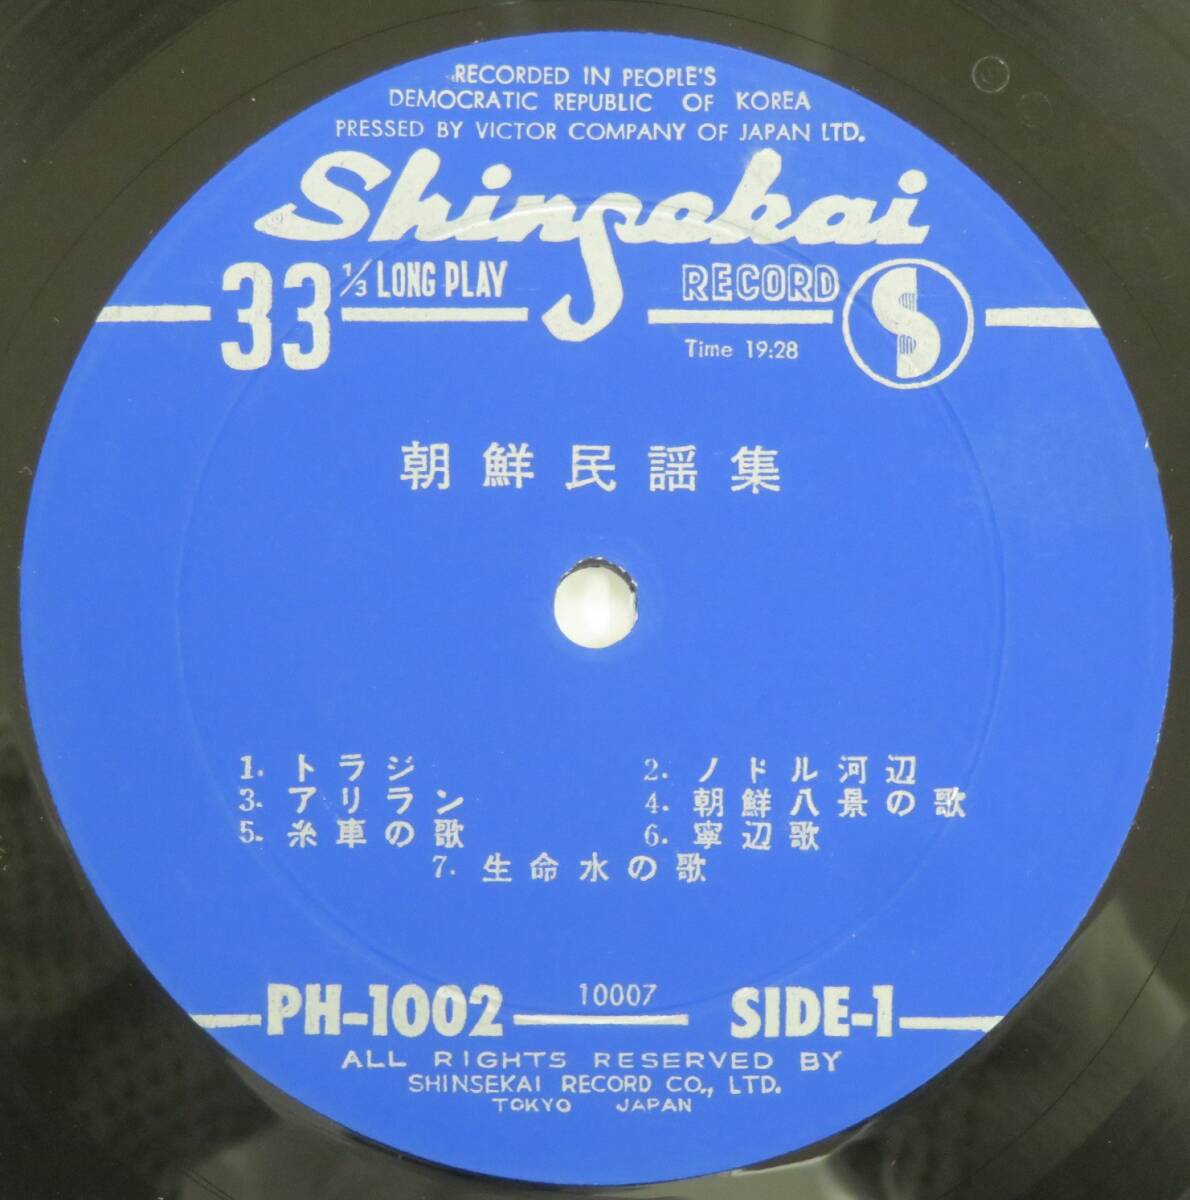 RECORDED IN PEOPLE'S
DEMOCRATIC REPUBLIC OF KOREA
PRESSED BY VICTOR COMPANY OF JAPAN LTD.
Shinsekai
33 1/3 LONG PLAY RECORD S
Time 19:28
朝鮮民謡集
1. トラジ 2. ノドル河辺
3. アリラン 4. 朝鮮八景の歌
5. 糸車の歌 6. 寧辺歌
7. 生命水の歌
PH-1002 10007 SIDE-1
ALL RIGHTS RESERVED BY
SHINSEKAI RECORD CO., LTD.
TOKYO JAPAN